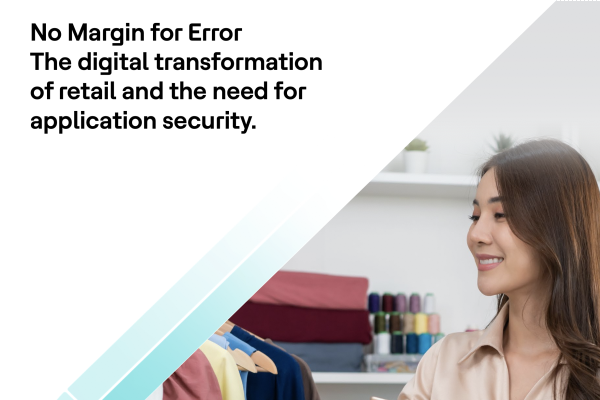 No Margin for Error
The digital transformation
of retail and the need for
application security.